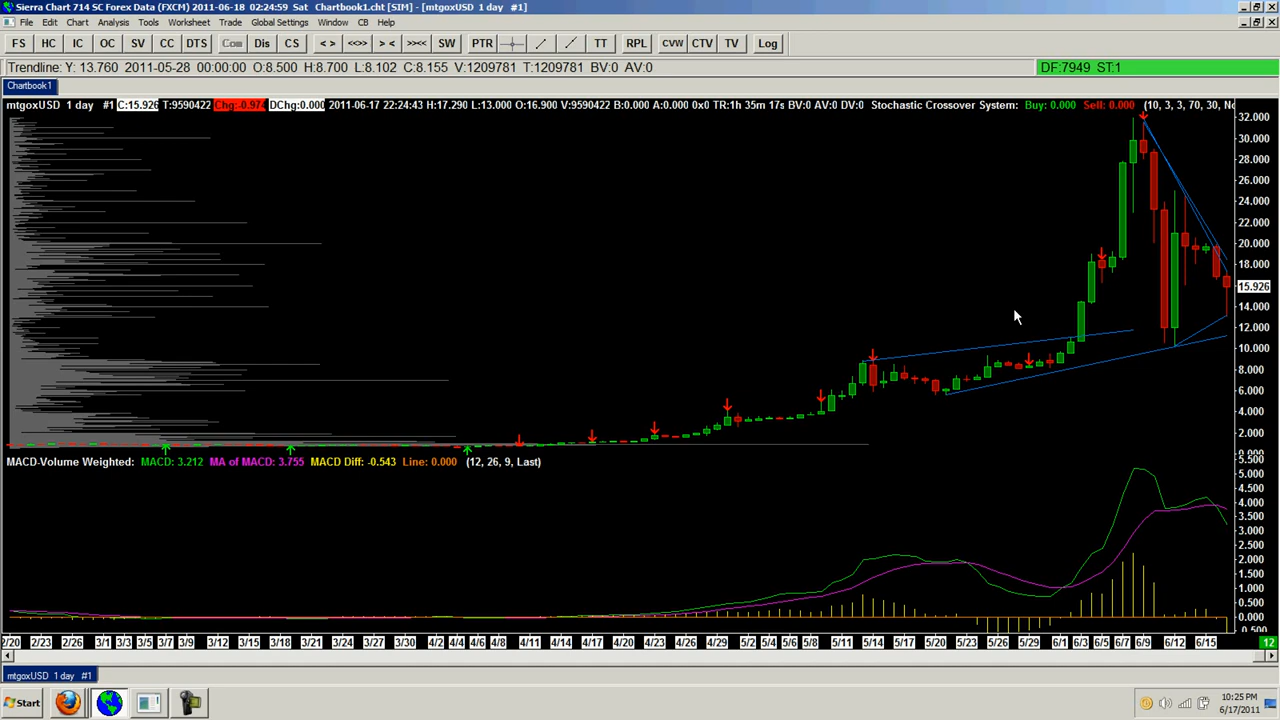 Sierra Chart 714 SC Forex Data (FXCM) 2011-06-18 02:24:59 Sat Chartbook1.cht [SIM] - [mtgoxUSD 1 day #1]
File Edit Chart Analysis Tools Worksheet Trade Global Settings Window CB Help
FS HC IC OC SV CC DTS Com Dis CS < > <<>> > < >><< SW PTR TT RPL CVW CTV TV Log
Trendline: Y: 13.760 2011-05-28 00:00:00 O:8.500 H:8.700 L:8.102 C:8.155 V:1209781 T:1209781 BV:0 AV:0 DF:7949 ST:1
Chartbook1
mtgoxUSD 1 day #1 C:15.926 T:9590422 Chg:-0.974 DChg:0.000 2011-06-17 22:24:43 H:17.290 L:13.000 O:16.900 V:9590422 B:0.000 A:0.000 0x0 TR:1h 35m 17s BV:0 AV:0 DV:0 Stochastic Crossover System: Buy: 0.000 Sell: 0.000 (10, 3, 3, 70, 30, No
32.000
30.000
28.000
26.000
24.000
22.000
20.000
18.000
15.926
14.000
12.000
10.000
8.000
6.000
4.000
2.000
MACD-Volume Weighted: MACD: 3.212 MA of MACD: 3.755 MACD Diff: -0.543 Line: 0.000 (12, 26, 9, Last)
5.000
4.500
4.000
3.500
3.000
2.500
2.000
1.500
1.000
0.500
0.000
2/20 2/23 2/26 3/1 3/3 3/5 3/7 3/10 3/12 3/15 3/18 3/21 3/24 3/27 3/30 4/2 4/4 4/6 4/8 4/11 4/14 4/17 4/20 4/23 4/26 4/29 5/2 5/4 5/6 5/8 5/11 5/14 5/17 5/20 5/23 5/26 5/29 6/1 6/3 6/5 6/7 6/9 6/12 6/15 12
mtgoxUSD 1 day #1
Start
10:25 PM
6/17/2011